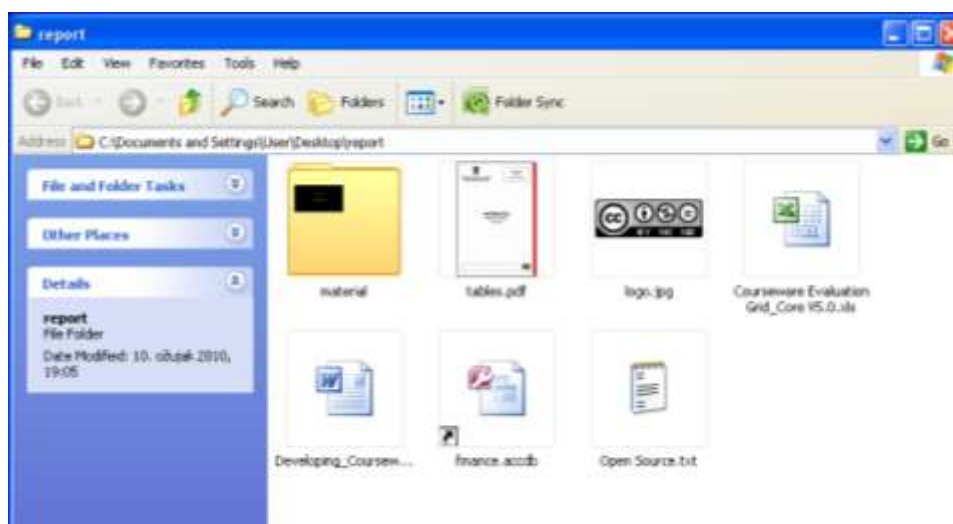 report
File Edit View Favorites Tools Help
Back Search Folders Folder Sync
Address C:\Documents and Settings\User\Desktop\report Go
File and Folder Tasks
Other Places
Details
report
File Folder
Date Modified: 10. ožujak 2010,
19:05
material
tables.pdf
logo.jpg
Courseware Evaluation
Grid_Core V5.0.xls
Developing_Coursew...
finance.accdb
Open Source.txt